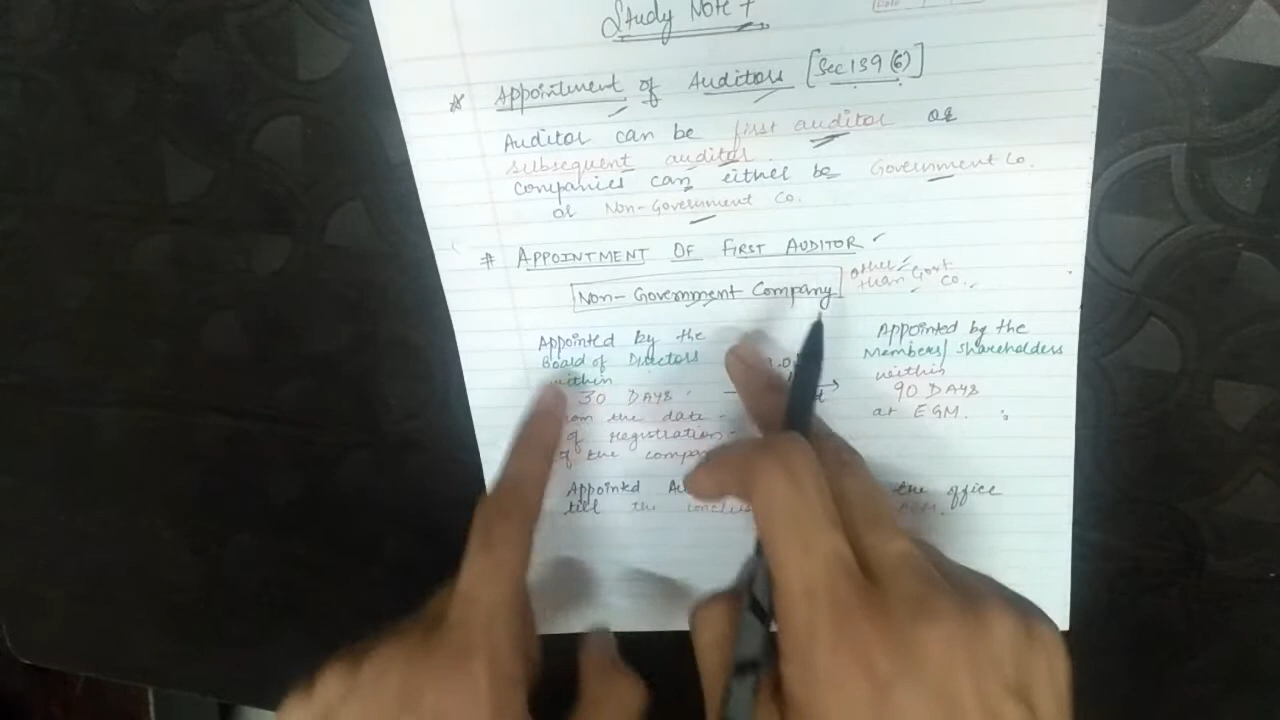 Study Note +
* Appointment of Auditors [Sec 139 (6)]
Auditor can be first auditor or
subsequent auditor.
Companies can either be Government Co.
or Non-Government Co.
# APPOINTMENT OF FIRST AUDITOR
Non-Government Company
other than Govt Co.
Appointed by the
Board of Directors
within
30 DAYS
the date
of registration
of the
Appointed by the
Members/shareholders
within
90 DAYS
at EGM.
Appointed the office
till the